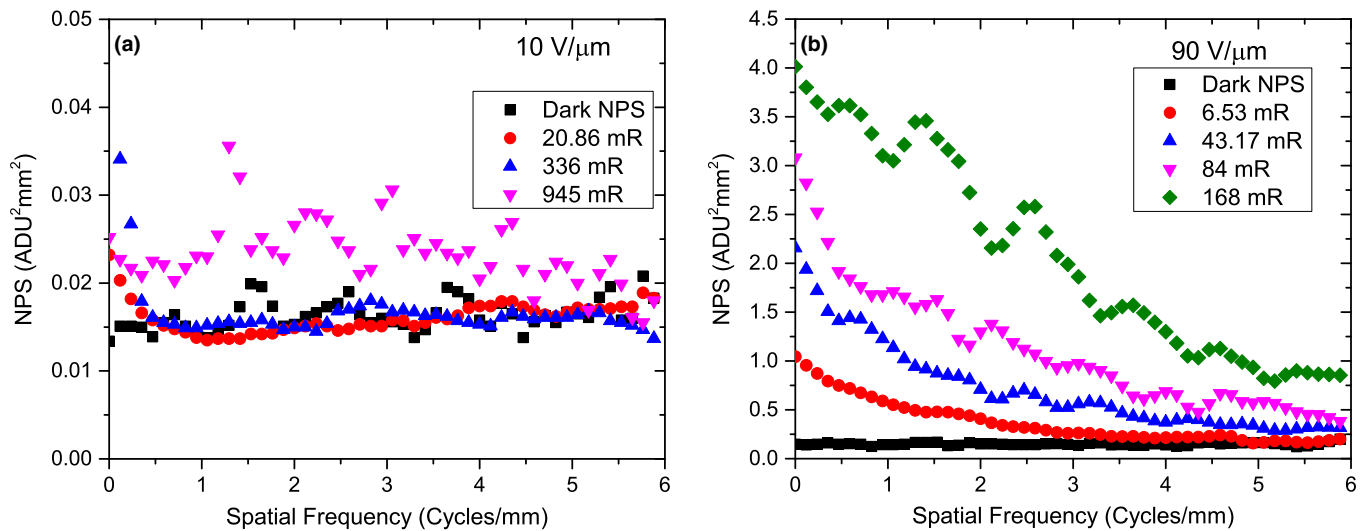 (a)
10 V/μm
0.05
0.04
0.03
0.02
0.01
0.00
NPS (ADU²mm²)
Dark NPS
20.86 mR
336 mR
945 mR
0 1 2 3 4 5 6
Spatial Frequency (Cycles/mm)
(b)
90 V/μm
4.5
4.0
3.5
3.0
2.5
2.0
1.5
1.0
0.5
0.0
NPS (ADU²mm²)
Dark NPS
6.53 mR
43.17 mR
84 mR
168 mR
0 1 2 3 4 5 6
Spatial Frequency (Cycles/mm)